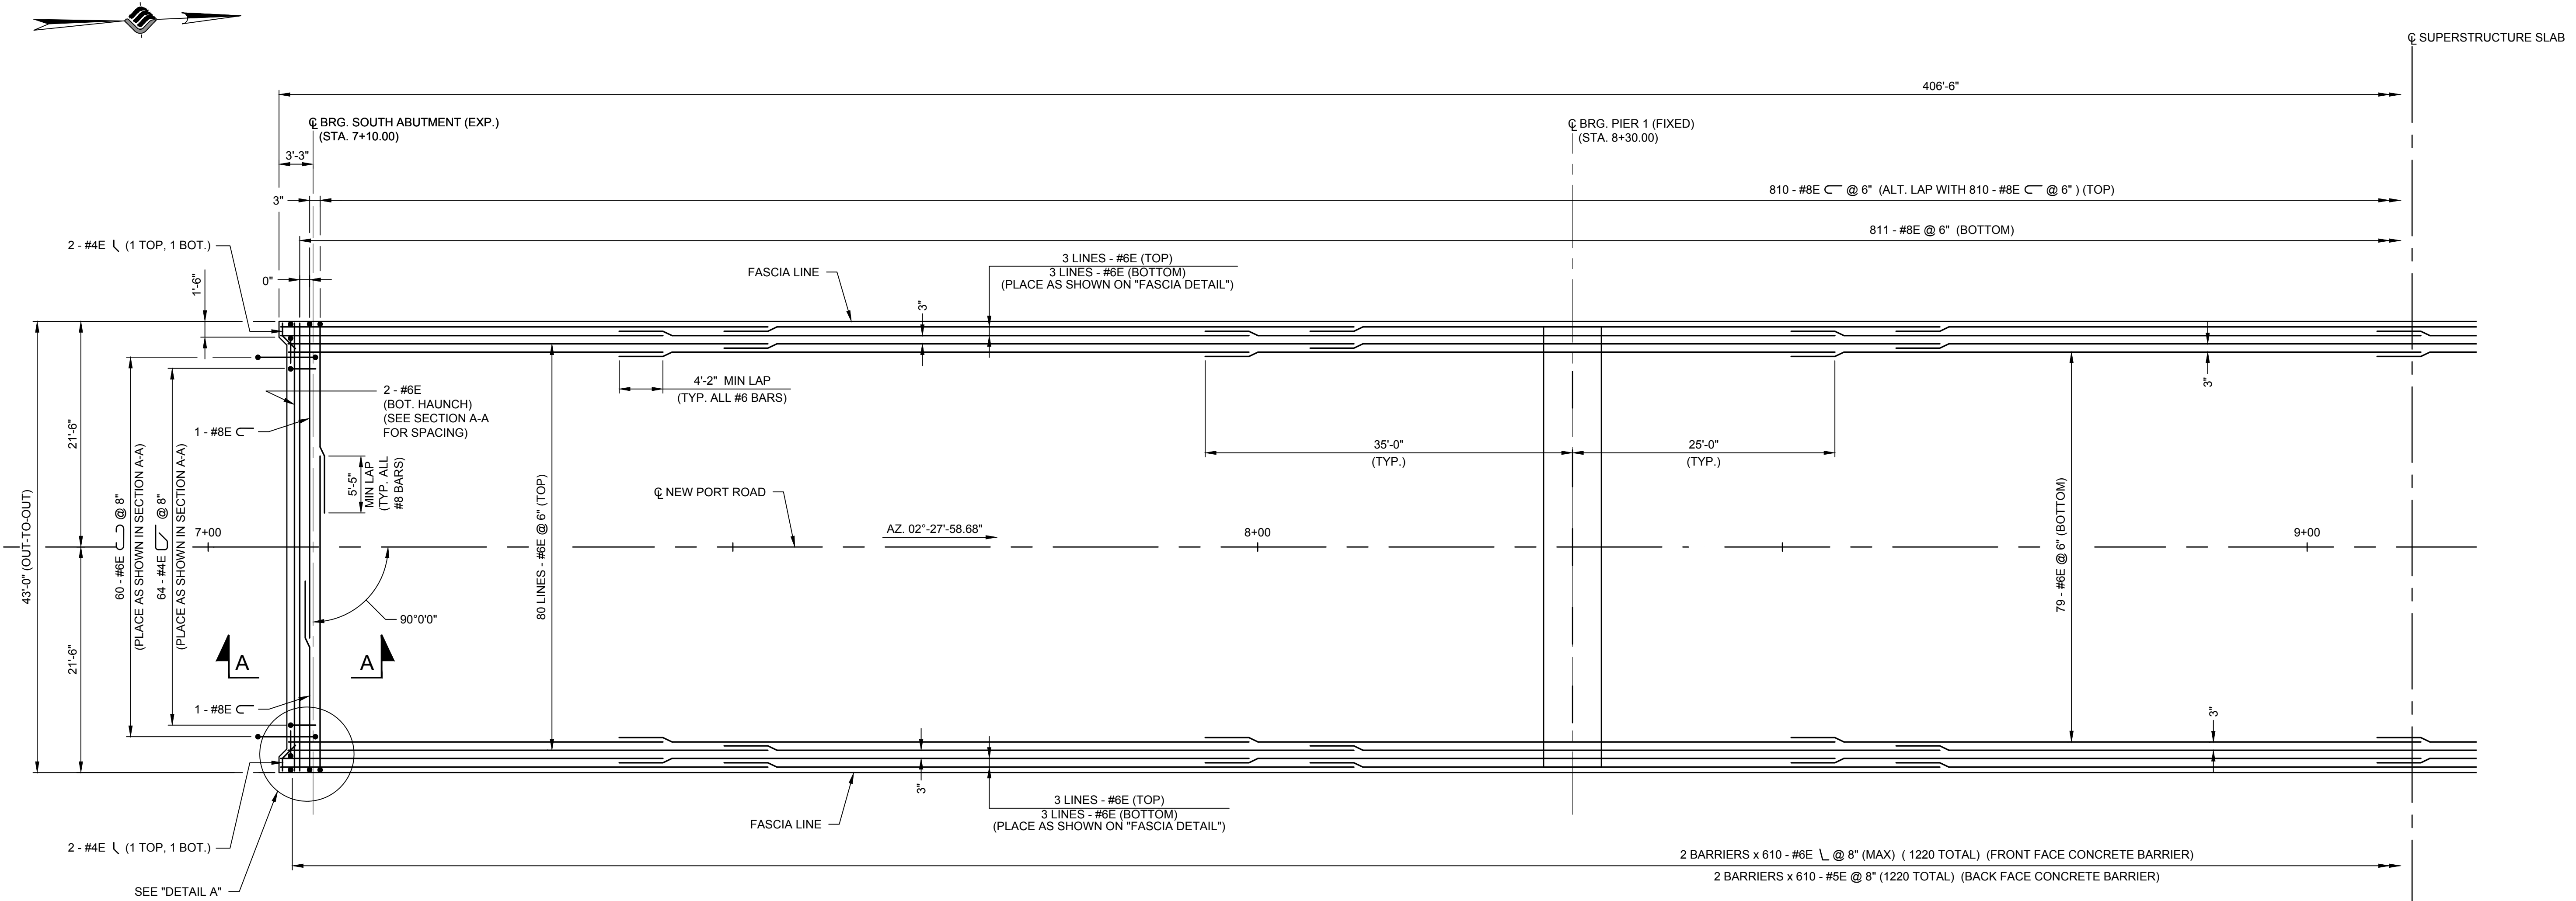 ℄ SUPERSTRUCTURE SLAB
406'-6"
℄ BRG. SOUTH ABUTMENT (EXP.)
(STA. 7+10.00)
℄ BRG. PIER 1 (FIXED)
(STA. 8+30.00)
3'-3"
810 - #8E @ 6" (ALT. LAP WITH 810 - #8E @ 6" ) (TOP)
3"
811 - #8E @ 6" (BOTTOM)
2 - #4E (1 TOP, 1 BOT.)
3 LINES - #6E (TOP)
3 LINES - #6E (BOTTOM)
(PLACE AS SHOWN ON "FASCIA DETAIL")
FASCIA LINE
0"
1'-6"
3"
4'-2" MIN LAP
(TYP. ALL #6 BARS)
3"
2 - #6E
(BOT. HAUNCH)
(SEE SECTION A-A
FOR SPACING)
1 - #8E
21'-6"
35'-0"
(TYP.)
25'-0"
(TYP.)
5'-5"
MIN LAP
(TYP. ALL
#8 BARS)
℄ NEW PORT ROAD
43'-0" (OUT-TO-OUT)
60 - #6E @ 8"
(PLACE AS SHOWN IN SECTION A-A)
64 - #4E @ 8"
(PLACE AS SHOWN IN SECTION A-A)
80 LINES - #6E @ 6" (TOP)
79 - #6E @ 6" (BOTTOM)
7+00
AZ. 02°-27'-58.68"
8+00
9+00
90°0'0"
21'-6"
A
A
1 - #8E
3"
3"
3 LINES - #6E (TOP)
3 LINES - #6E (BOTTOM)
(PLACE AS SHOWN ON "FASCIA DETAIL")
FASCIA LINE
2 - #4E (1 TOP, 1 BOT.)
2 BARRIERS x 610 - #6E @ 8" (MAX) ( 1220 TOTAL) (FRONT FACE CONCRETE BARRIER)
2 BARRIERS x 610 - #5E @ 8" (1220 TOTAL) (BACK FACE CONCRETE BARRIER)
SEE "DETAIL A"